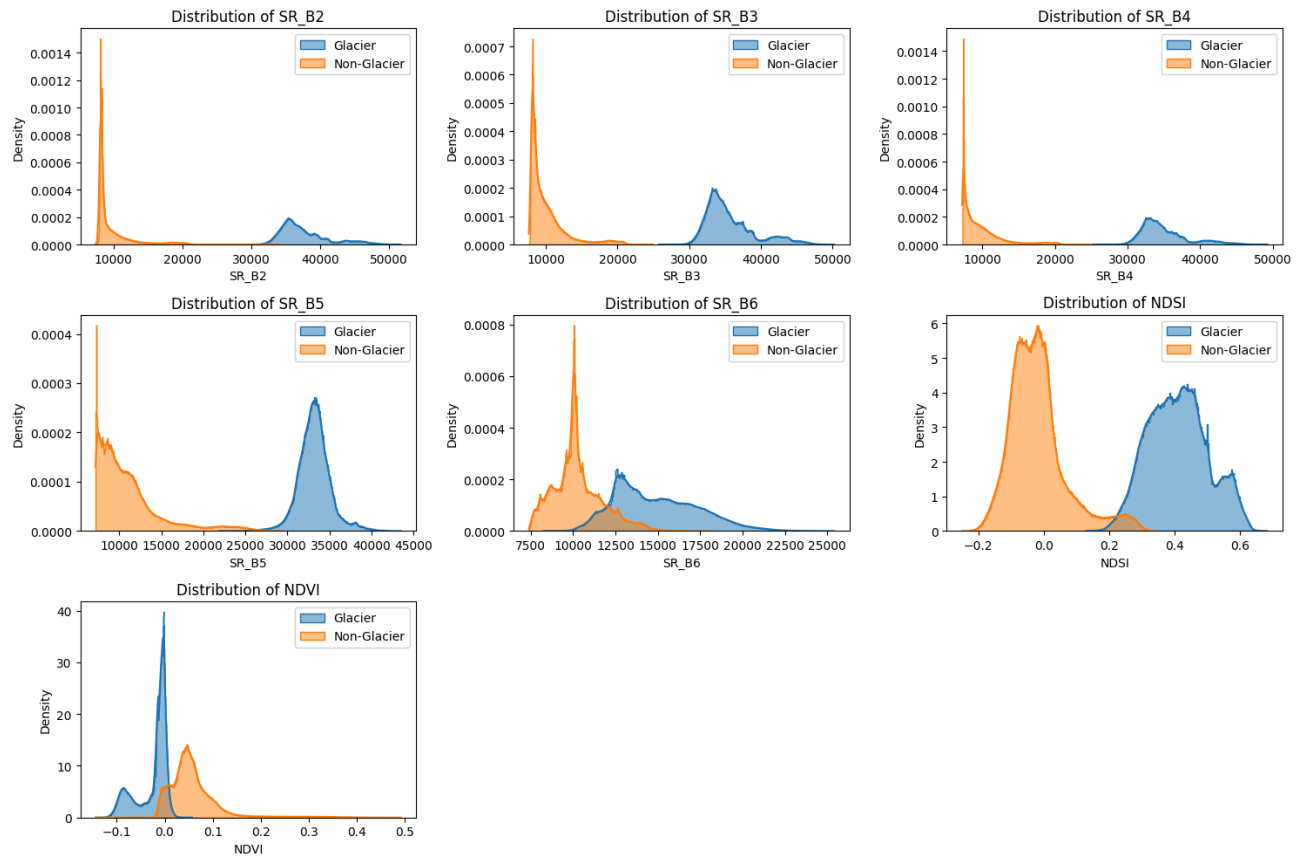 Distribution of SR_B2
Glacier
Non-Glacier
Density
0.0014
0.0012
0.0010
0.0008
0.0006
0.0004
0.0002
0.0000
10000 20000 30000 40000 50000
SR_B2
Distribution of SR_B3
Glacier
Non-Glacier
Density
0.0007
0.0006
0.0005
0.0004
0.0003
0.0002
0.0001
0.0000
10000 20000 30000 40000 50000
SR_B3
Distribution of SR_B4
Glacier
Non-Glacier
Density
0.0014
0.0012
0.0010
0.0008
0.0006
0.0004
0.0002
0.0000
10000 20000 30000 40000 50000
SR_B4
Distribution of SR_B5
Glacier
Non-Glacier
Density
0.0004
0.0003
0.0002
0.0001
0.0000
10000 15000 20000 25000 30000 35000 40000 45000
SR_B5
Distribution of SR_B6
Glacier
Non-Glacier
Density
0.0008
0.0006
0.0004
0.0002
0.0000
7500 10000 12500 15000 17500 20000 22500 25000
SR_B6
Distribution of NDSI
Glacier
Non-Glacier
Density
6
5
4
3
2
1
0
−0.2 0.0 0.2 0.4 0.6
NDSI
Distribution of NDVI
Glacier
Non-Glacier
Density
40
30
20
10
0
−0.1 0.0 0.1 0.2 0.3 0.4 0.5
NDVI